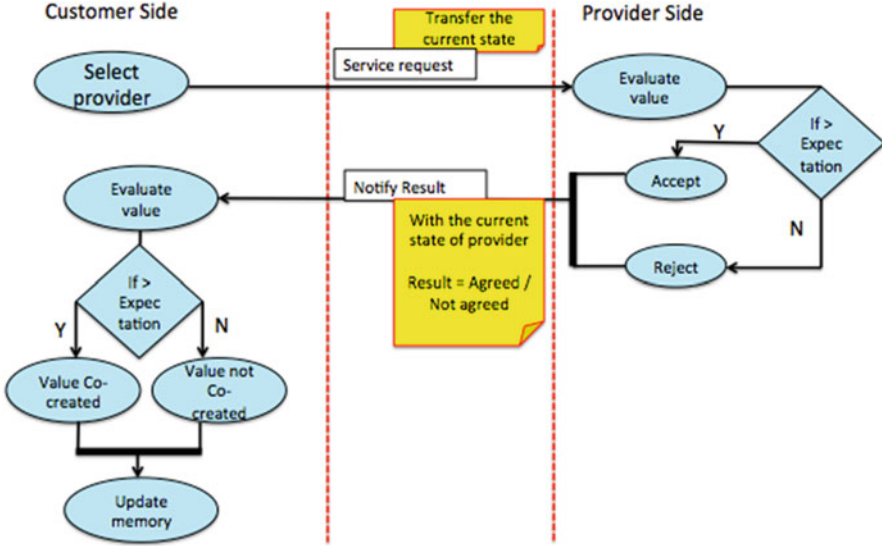 Customer Side
Transfer the
current state
Provider Side
Service request
Select
provider
Evaluate
value
If >
Expec
tation
Y
Accept
N
Reject
Notify Result
With the current
state of provider
Result = Agreed /
Not agreed
Evaluate
value
If >
Expec
tation
Y
N
Value Co-
created
Value not
Co-
created
Update
memory